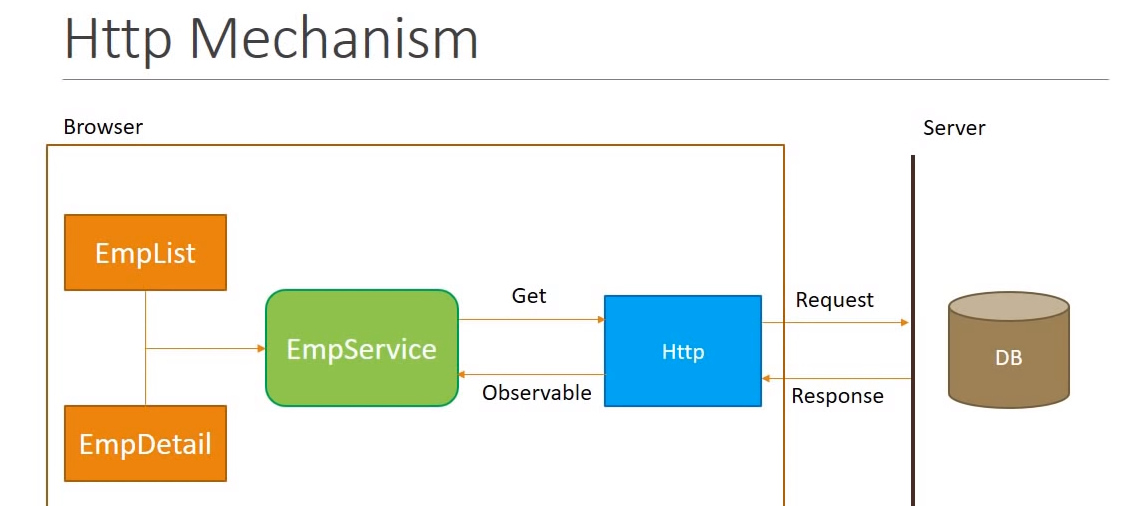 Http Mechanism
Browser
Server
EmpList
Get
Request
EmpService
Http
DB
Observable
Response
EmpDetail